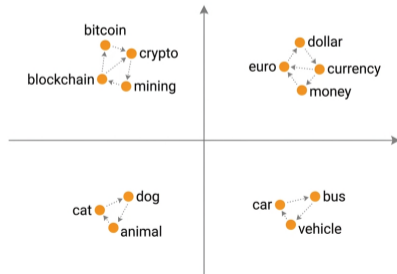 bitcoin
crypto
blockchain
mining
dollar
euro
currency
money
dog
cat
animal
bus
car
vehicle